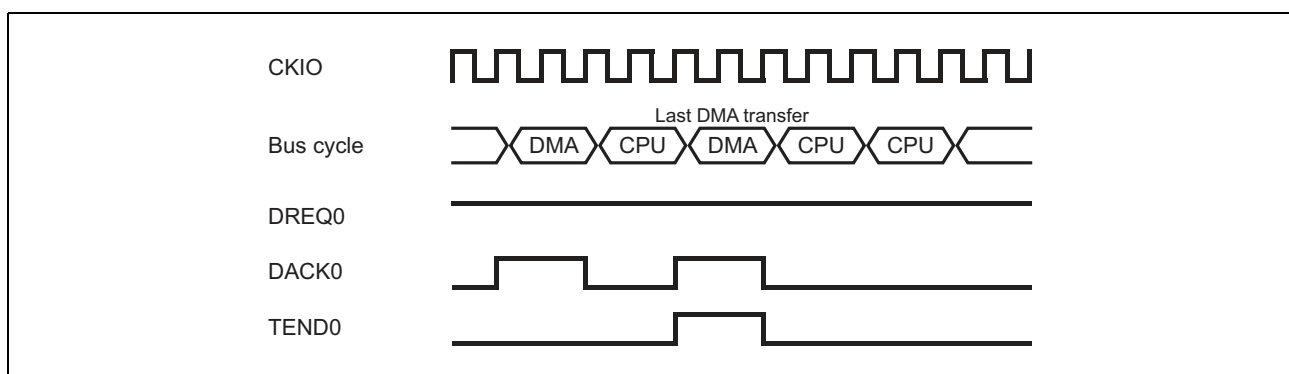 CKIO
Last DMA transfer
Bus cycle DMA CPU DMA CPU CPU
DREQ0
DACK0
TEND0